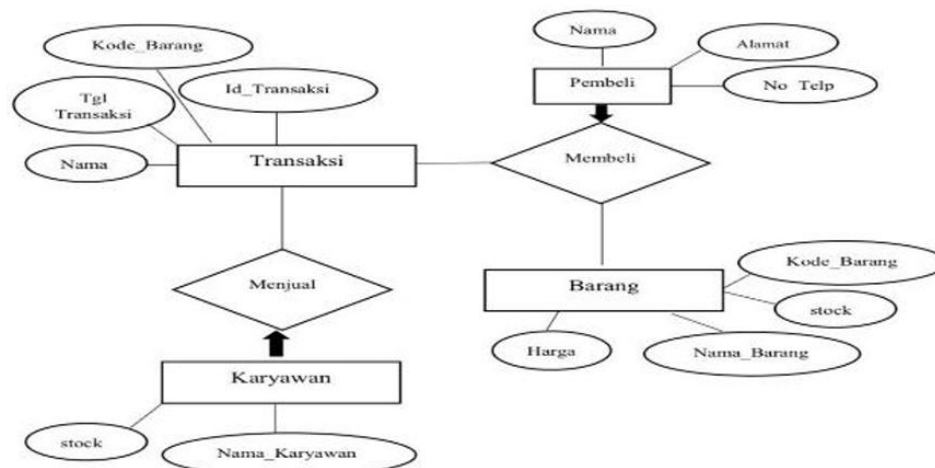 Kode_Barang
Nama
Alamat
Id_Transaksi
Pembeli
No Telp
Tgl
Transaksi
Transaksi
Membeli
Nama
Kode_Barang
Menjual
Barang
stock
Harga
Nama_Barang
Karyawan
stock
Nama_Karyawan